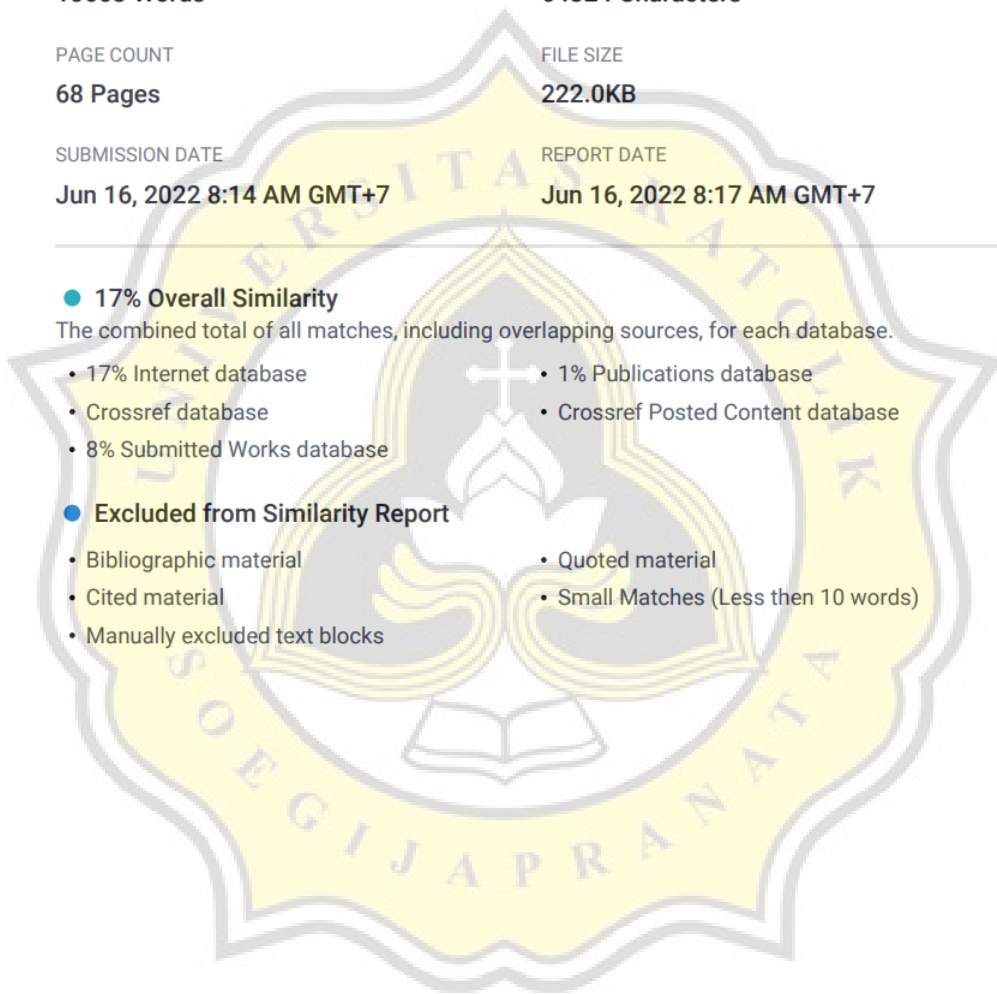 PAGE COUNT
FILE SIZE
68 Pages
222.0KB
SUBMISSION DATE
REPORT DATE
Jun 16, 2022 8:14 AM GMT+7
Jun 16, 2022 8:17 AM GMT+7
● 17% Overall Similarity
The combined total of all matches, including overlapping sources, for each database.
• 17% Internet database
• 1% Publications database
• Crossref database
• Crossref Posted Content database
• 8% Submitted Works database
● Excluded from Similarity Report
• Bibliographic material
• Quoted material
• Cited material
• Small Matches (Less then 10 words)
• Manually excluded text blocks
UNIVERSITAS KATOLIK
SOEGIJAPRANATA